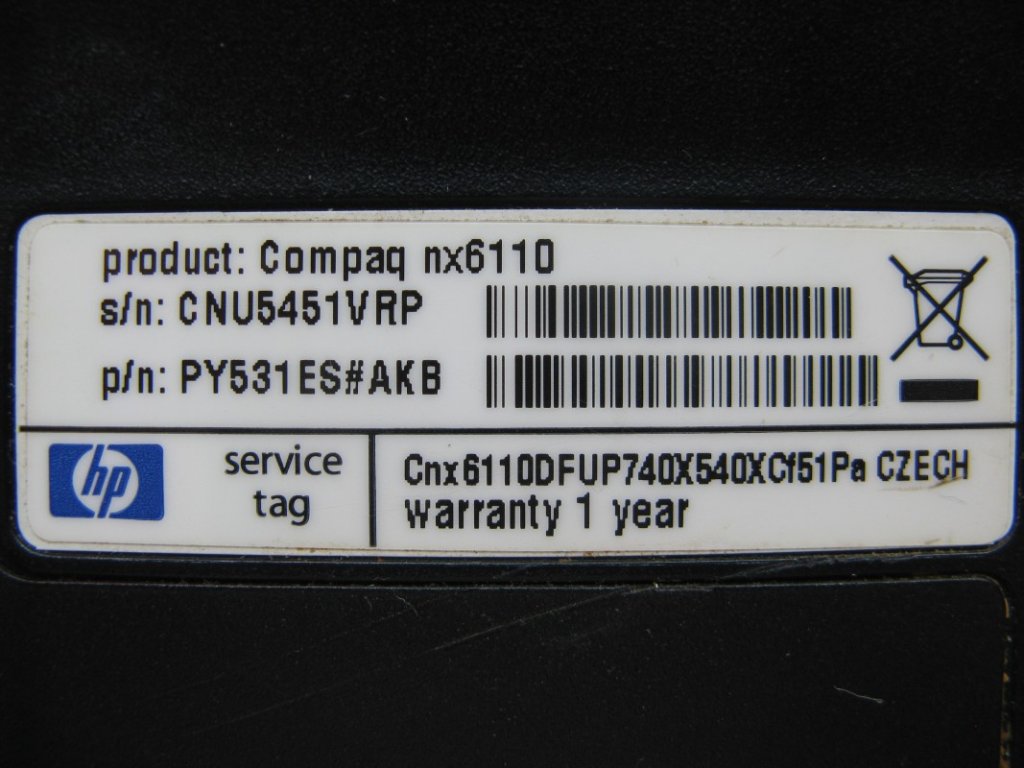 product: Compaq nx6110
s/n: CNU5451VRP
p/n: PY531ES#AKB
hp
service
tag
Cnx6110DFUP740X540XCf51Pa CZECH
warranty 1 year